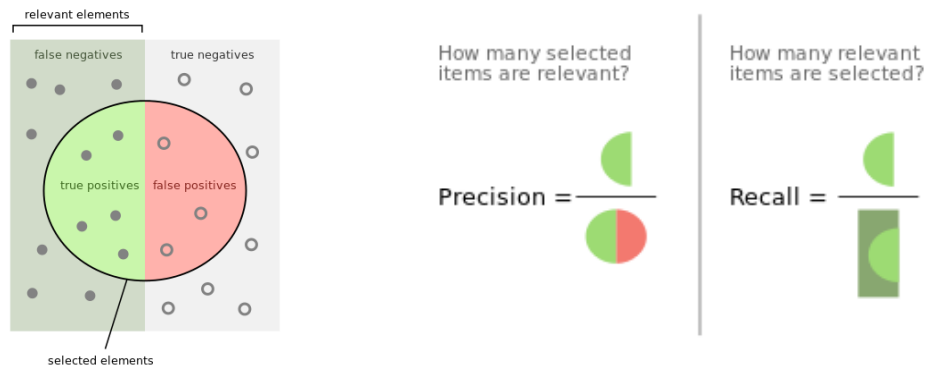 relevant elements
false negatives
true negatives
true positives
false positives
selected elements
How many selected
items are relevant?
Precision =
How many relevant
items are selected?
Recall =